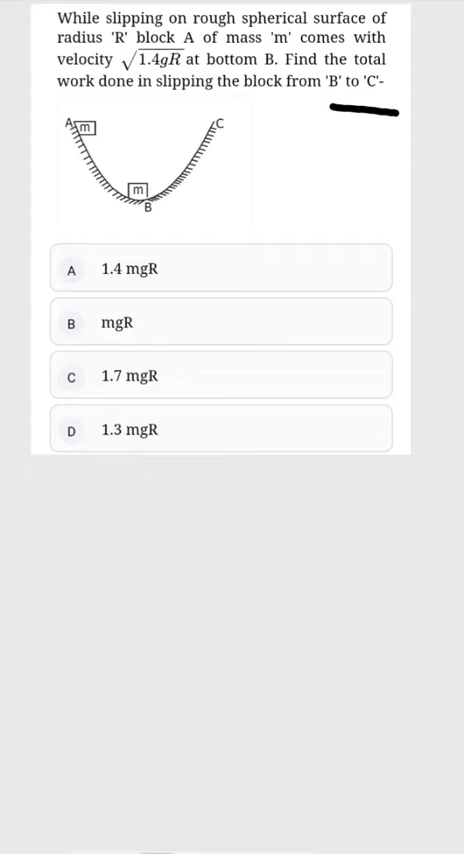 While slipping on rough spherical surface of
radius 'R' block A of mass 'm' comes with
velocity √1.4gR at bottom B. Find the total
work done in slipping the block from 'B' to 'C'-
A
m
C
m
B
A 1.4 mgR
B mgR
C 1.7 mgR
D 1.3 mgR